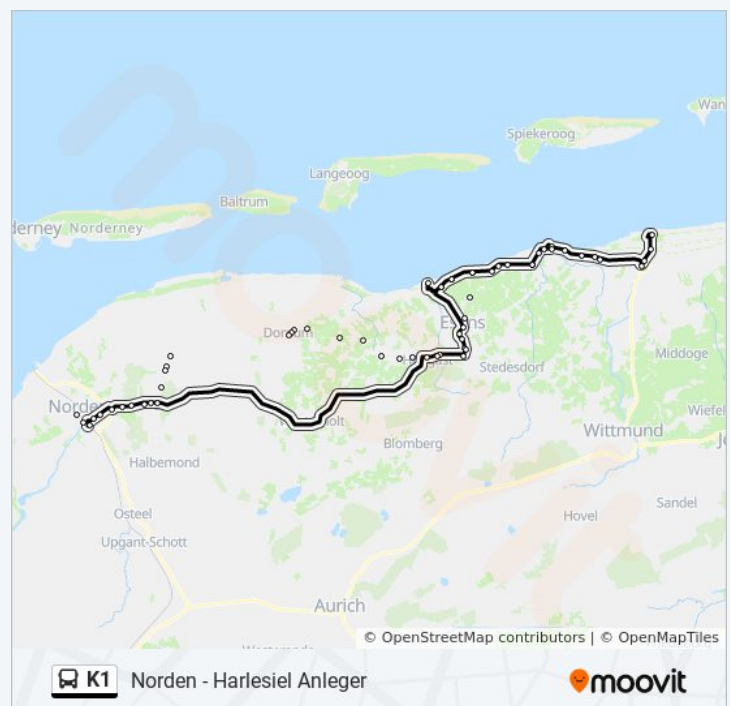 Wan
Spiekeroog
Langeoog
Baltrum
derney Norderney
Dornum
Esens
Stedesdorf
Middoge
Norden
Wiefel
Wittmund
Blomberg
Je
Halbemond
Sandel
Osteel
Hovel
Upgant-Schott
Aurich
© OpenStreetMap contributors | © OpenMapTiles
K1 Norden - Harlesiel Anleger
moovit